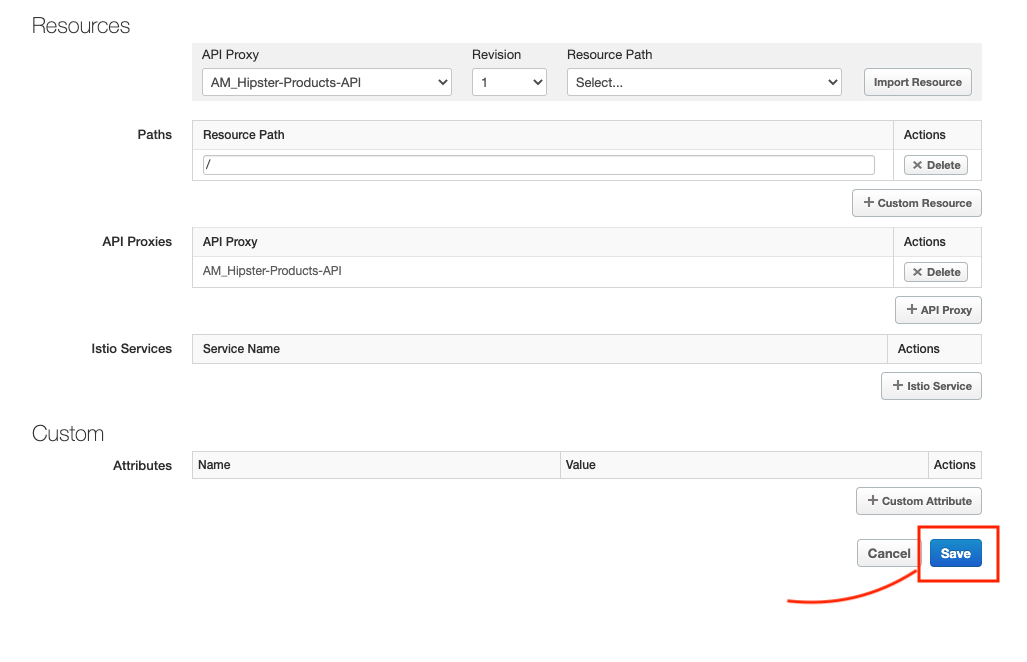 Resources
API Proxy Revision Resource Path
AM_Hipster-Products-API 1 Select... Import Resource
Paths Resource Path Actions
/ × Delete
+ Custom Resource
API Proxies API Proxy Actions
AM_Hipster-Products-API × Delete
+ API Proxy
Istio Services Service Name Actions
+ Istio Service
Custom
Attributes Name Value Actions
+ Custom Attribute
Cancel Save